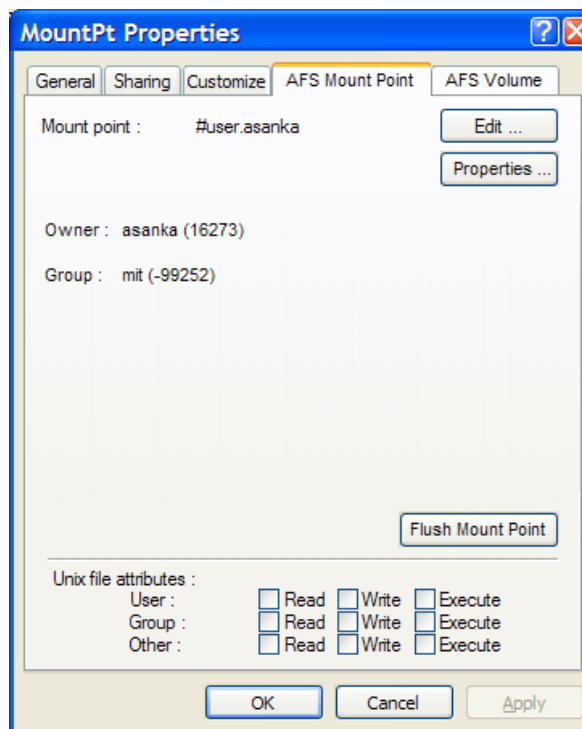 MountPt Properties
General Sharing Customize AFS Mount Point AFS Volume
Mount point : #user.asanka Edit ...
Properties ...
Owner : asanka (16273)
Group : mit (-99252)
Flush Mount Point
Unix file attributes :
User : Read Write Execute
Group : Read Write Execute
Other : Read Write Execute
OK Cancel Apply